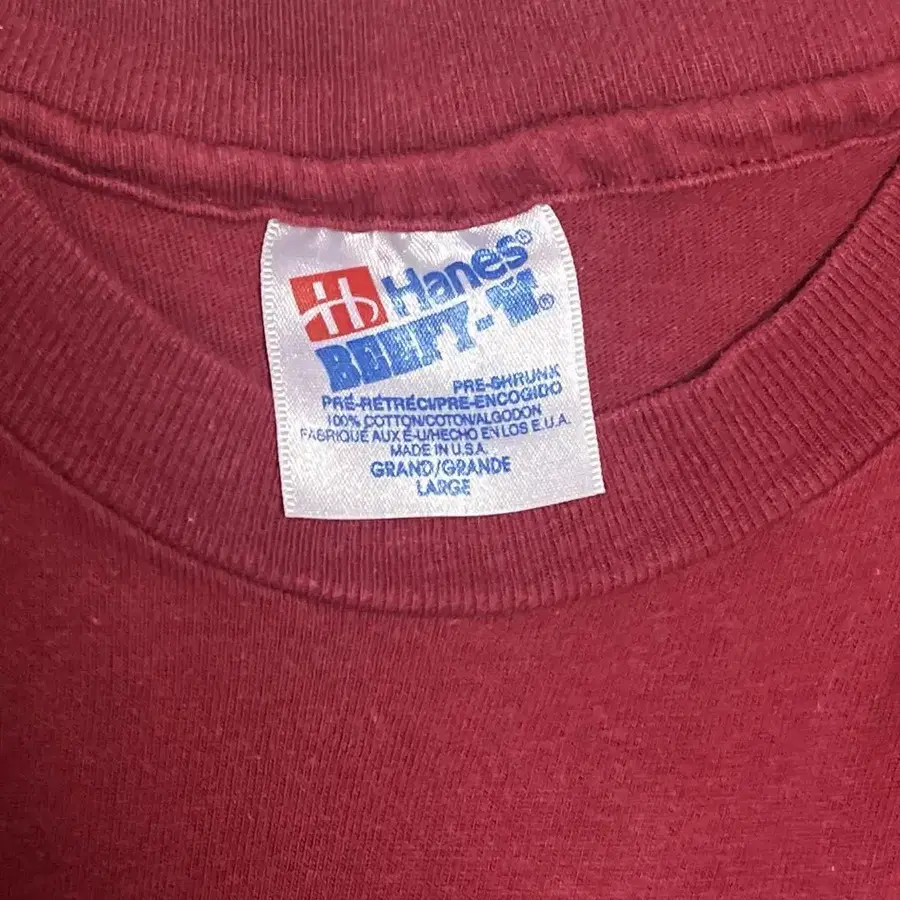 H Hanes®
BEEFY-T®
PRE-SHRUNK
PRÉ-RÉTRÉCI/PRE-ENCOGIDO
100% COTTON/COTON/ALGODON
FABRIQUÉ AUX É-U/HECHO EN LOS E.U.A.
MADE IN U.S.A.
GRAND/GRANDE
LARGE